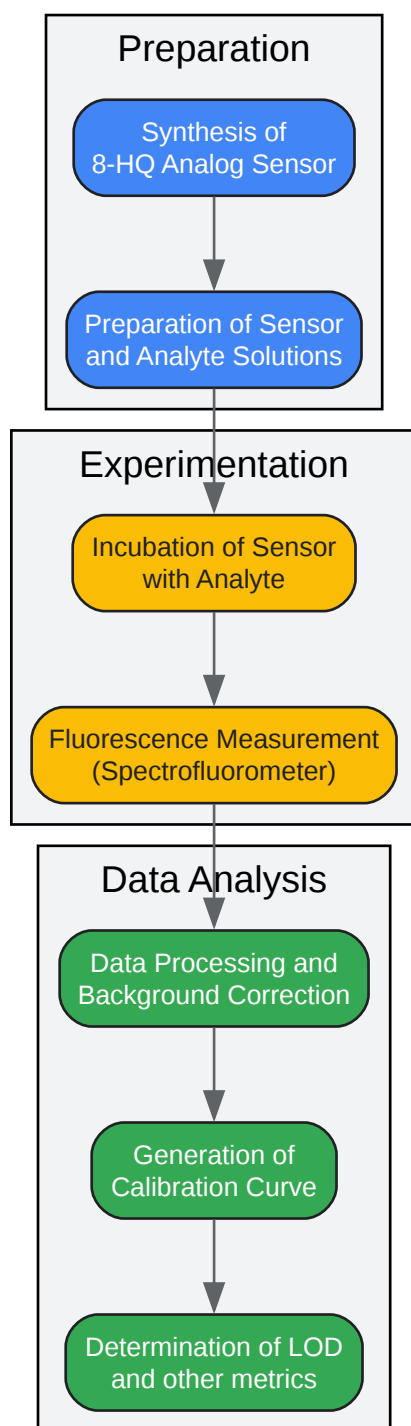 Preparation
Synthesis of
8-HQ Analog Sensor
Preparation of Sensor
and Analyte Solutions
Experimentation
Incubation of Sensor
with Analyte
Fluorescence Measurement
(Spectrofluorometer)
Data Analysis
Data Processing and
Background Correction
Generation of
Calibration Curve
Determination of LOD
and other metrics